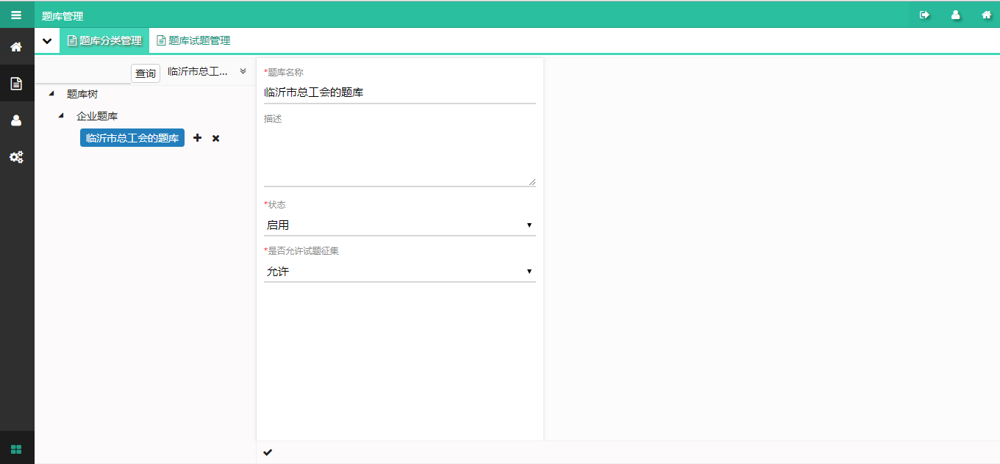 题库管理
题库分类管理 题库试题管理
查询 临沂市总工...
题库树
企业题库
临沂市总工会的题库
*题库名称
临沂市总工会的题库
描述
*状态
启用
*是否允许试题征集
允许